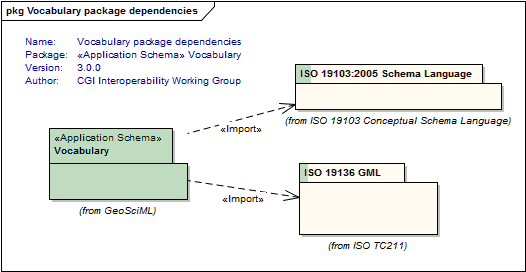 pkg Vocabulary package dependencies
Name: Vocabulary package dependencies
Package: «Application Schema» Vocabulary
Version: 3.0.0
Author: CGI Interoperability Working Group
ISO 19103:2005 Schema Language
(from ISO 19103 Conceptual Schema Language)
«Import»
«Application Schema»
Vocabulary
(from GeoSciML)
«Import»
ISO 19136 GML
(from ISO TC211)